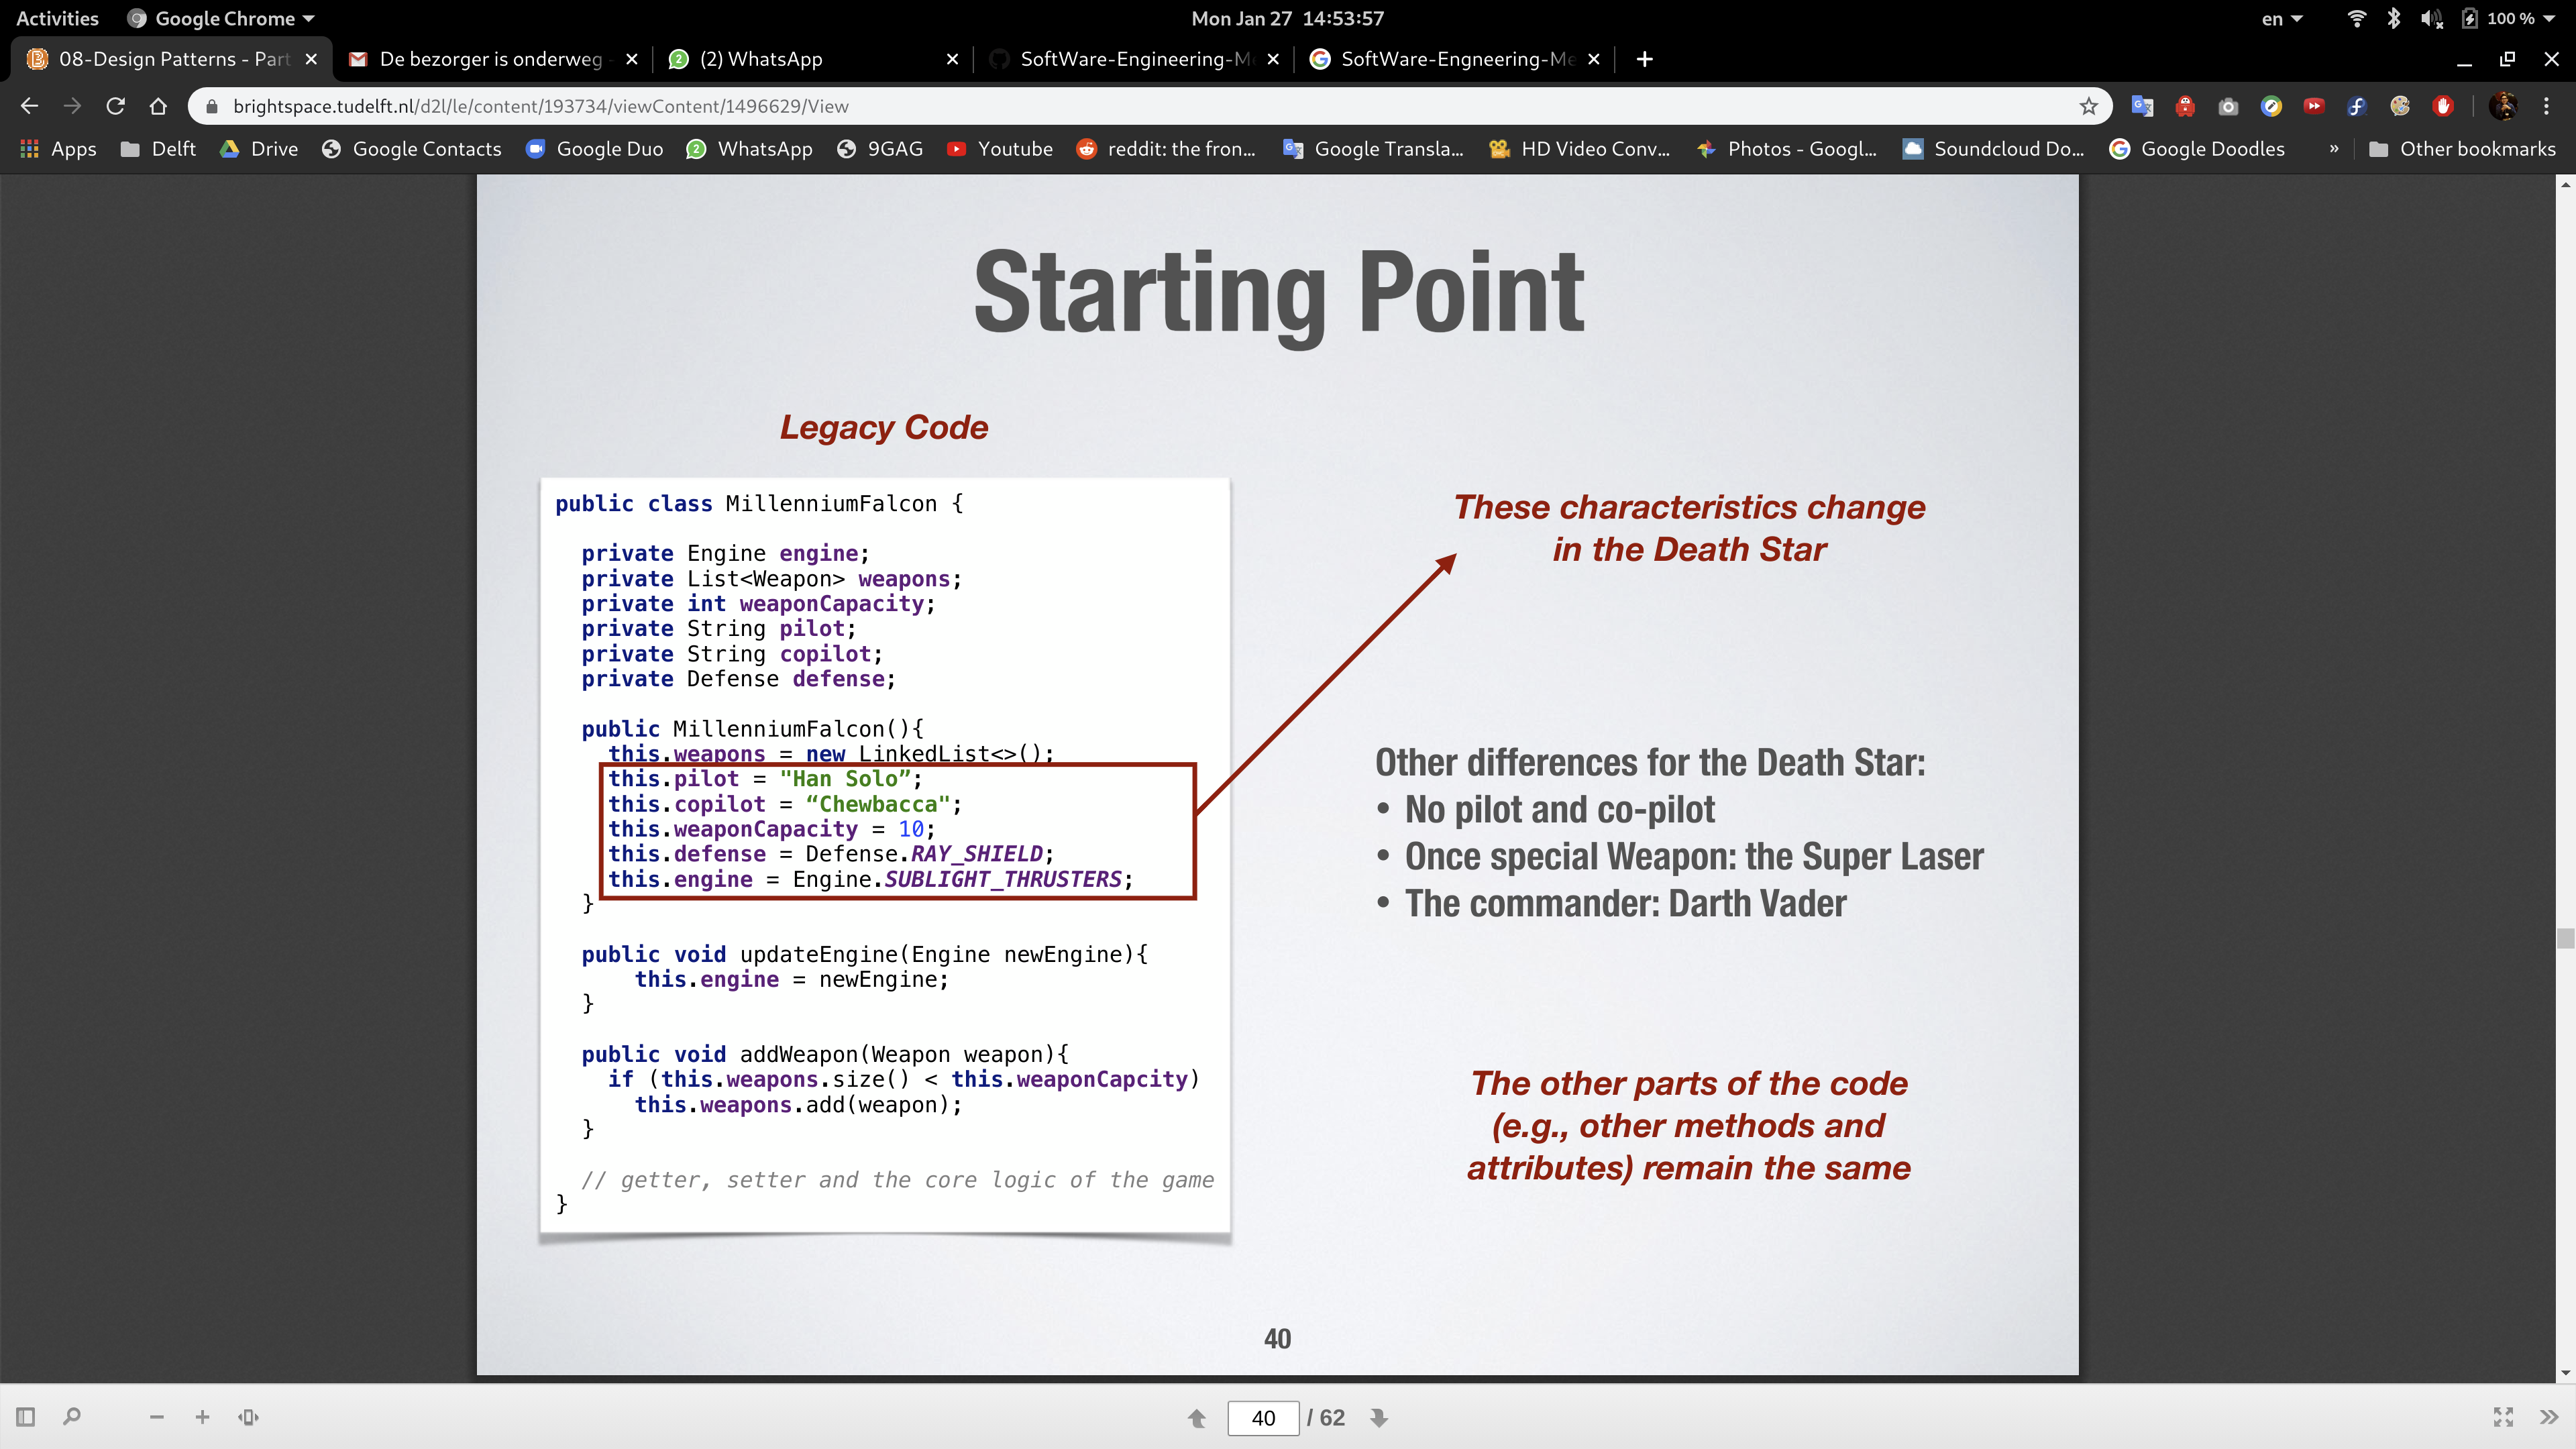 Activities Google Chrome Mon Jan 27 14:53:57 en 100 %
08-Design Patterns - Part De bezorger is onderweg - (2) WhatsApp SoftWare-Engineering-Me SoftWare-Engneering-Me
brightspace.tudelft.nl/d2l/le/content/193734/viewContent/1496629/View
Apps Delft Drive Google Contacts Google Duo 2 WhatsApp 9GAG Youtube reddit: the fron... Google Transla... HD Video Conv... Photos - Googl... Soundcloud Do... Google Doodles » Other bookmarks
Starting Point
Legacy Code
public class MillenniumFalcon {
private Engine engine;
private List<Weapon> weapons;
private int weaponCapacity;
private String pilot;
private String copilot;
private Defense defense;
public MillenniumFalcon(){
this.weapons = new LinkedList<>();
this.pilot = "Han Solo”;
this.copilot = “Chewbacca";
this.weaponCapacity = 10;
this.defense = Defense.RAY_SHIELD;
this.engine = Engine.SUBLIGHT_THRUSTERS;
}
public void updateEngine(Engine newEngine){
this.engine = newEngine;
}
public void addWeapon(Weapon weapon){
if (this.weapons.size() < this.weaponCapcity)
this.weapons.add(weapon);
}
// getter, setter and the core logic of the game
}
These characteristics change
in the Death Star
Other differences for the Death Star:
• No pilot and co-pilot
• Once special Weapon: the Super Laser
• The commander: Darth Vader
The other parts of the code
(e.g., other methods and
attributes) remain the same
40
40 / 62